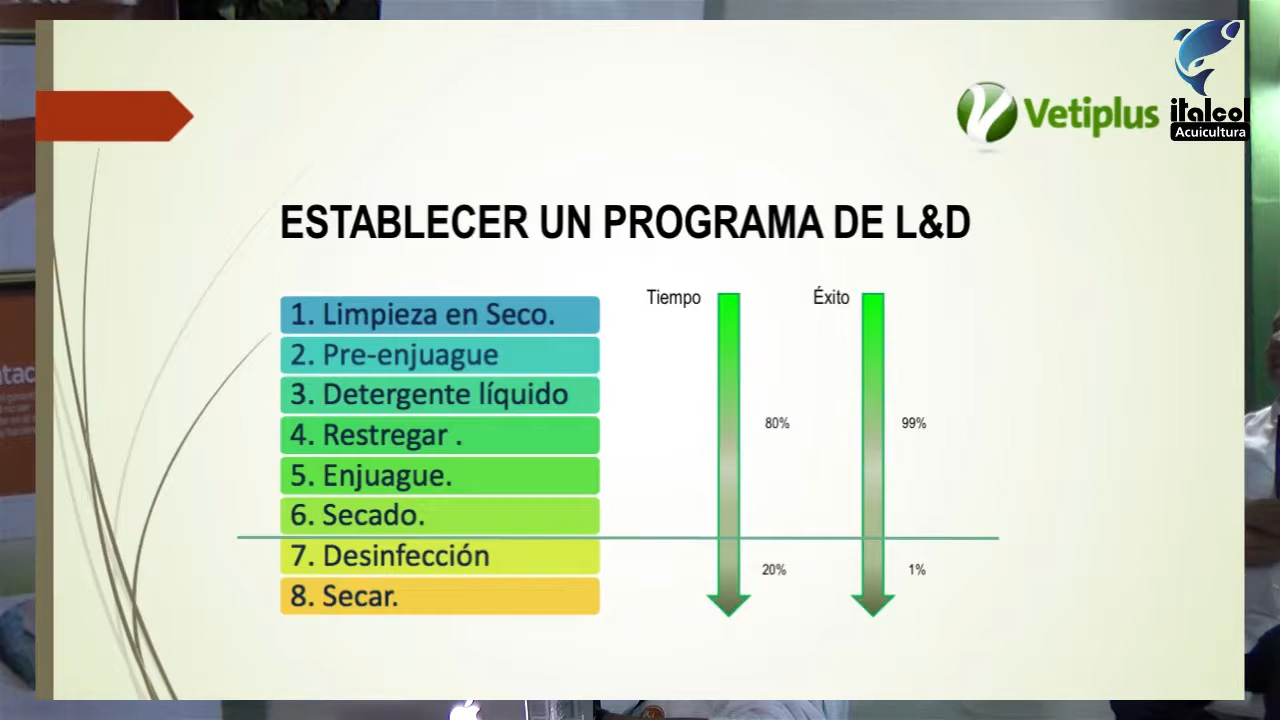 Vetiplus
italcol
Acuicultura
ESTABLECER UN PROGRAMA DE L&D
1. Limpieza en Seco.
2. Pre-enjuague
3. Detergente líquido
4. Restregar .
5. Enjuague.
6. Secado.
7. Desinfección
8. Secar.
Tiempo
80%
20%
Éxito
99%
1%